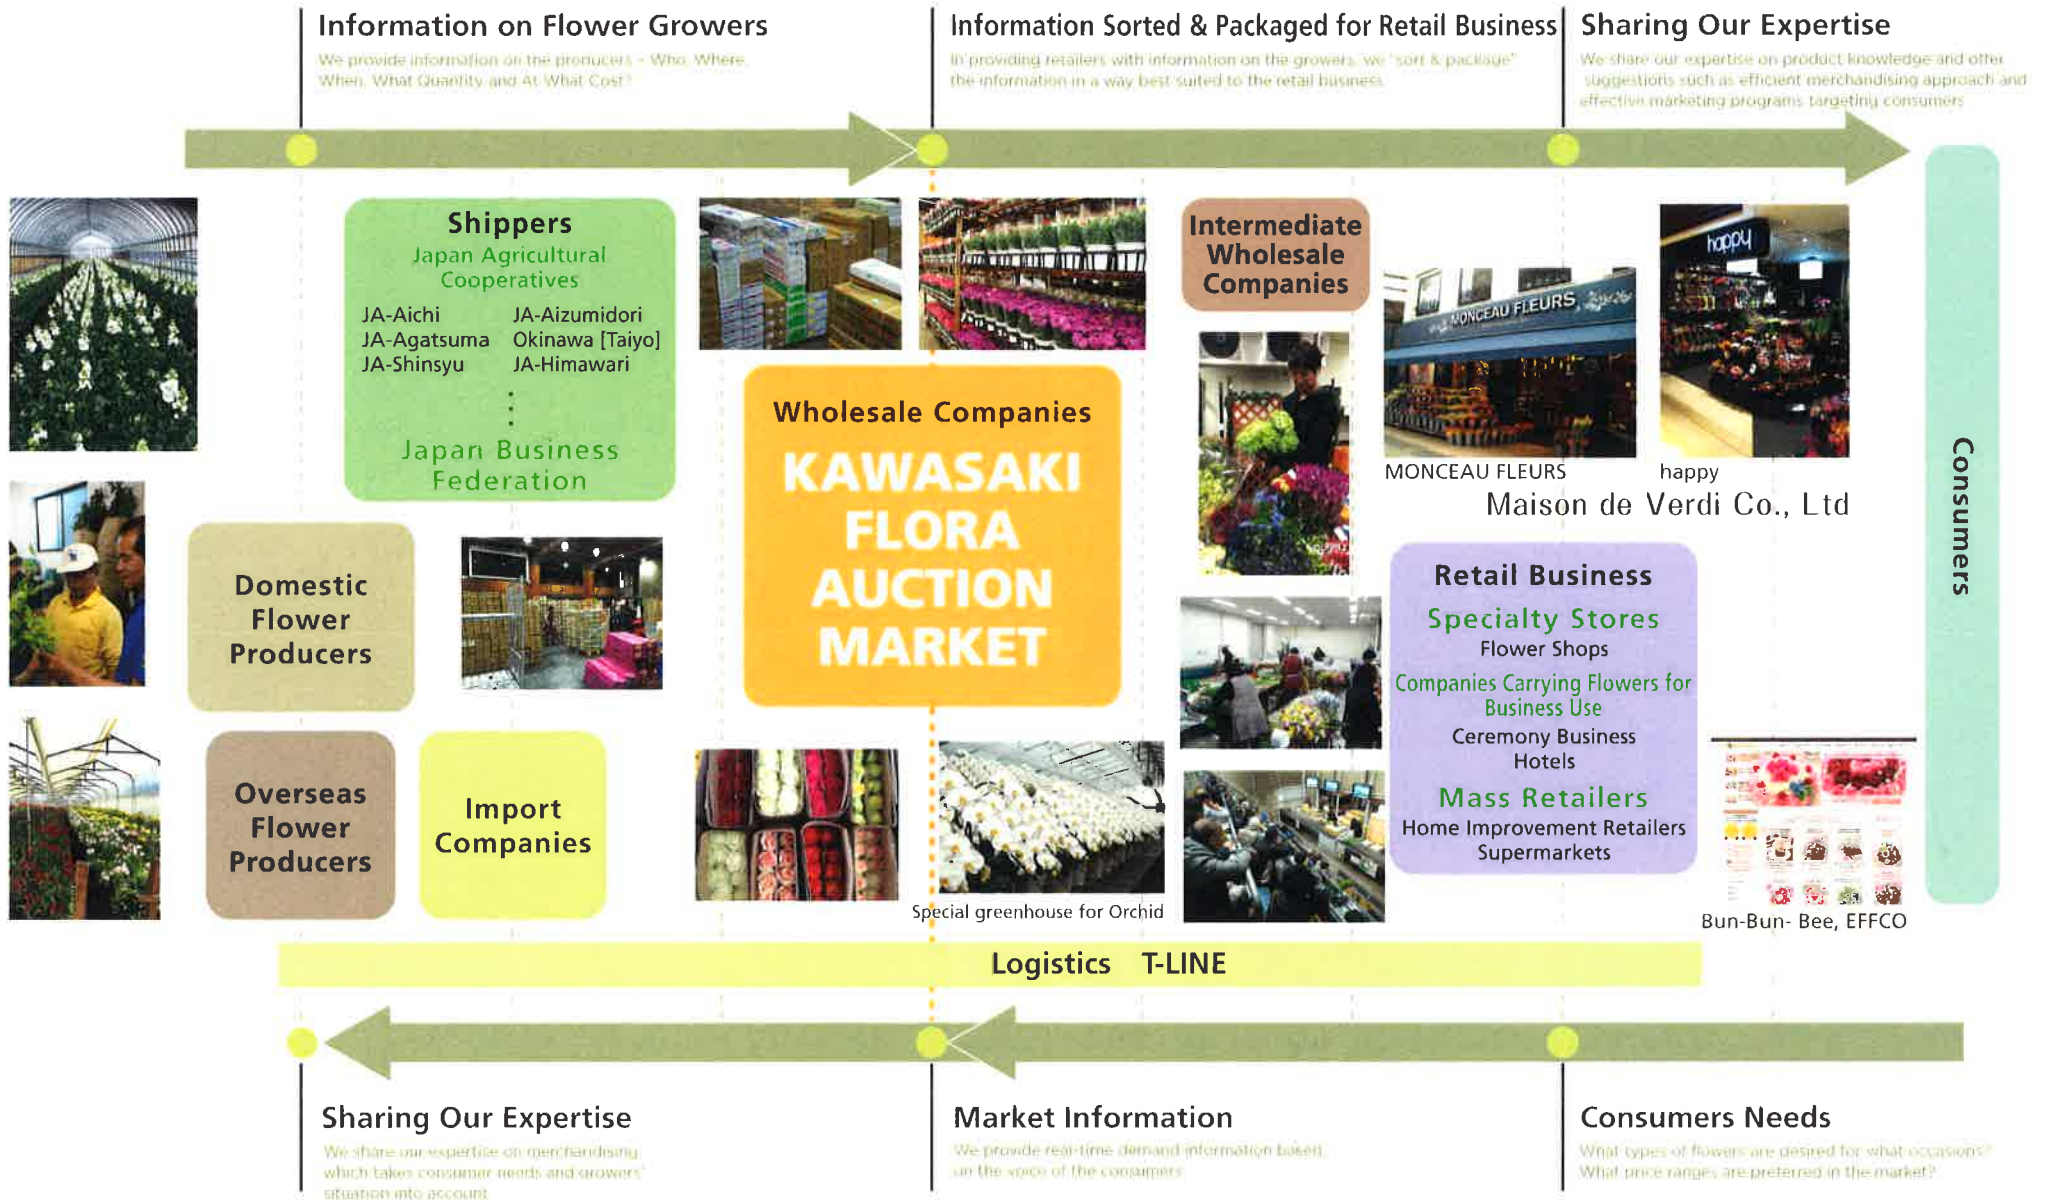 Information on Flower Growers
We provide information on the producers - Who, Where,
When, What Quantity and At What Cost?
Information Sorted & Packaged for Retail Business
In providing retailers with information on the growers, we "sort & package"
the information in a way best suited to the retail business.
Sharing Our Expertise
We share our expertise on product knowledge and offer
suggestions such as efficient merchandising approach and
effective marketing programs targeting consumers
Shippers
Japan Agricultural
Cooperatives
JA-Aichi JA-Aizumidori
JA-Agatsuma Okinawa [Taiyo]
JA-Shinsyu JA-Himawari
Japan Business
Federation
Domestic
Flower
Producers
Overseas
Flower
Producers
Import
Companies
Wholesale Companies
KAWASAKI
FLORA
AUCTION
MARKET
Special greenhouse for Orchid
Intermediate
Wholesale
Companies
MONCEAU FLEURS
happy
MONCEAU FLEURS
happy
Maison de Verdi Co., Ltd
Retail Business
Specialty Stores
Flower Shops
Companies Carrying Flowers for
Business Use
Ceremony Business
Hotels
Mass Retailers
Home Improvement Retailers
Supermarkets
Bun-Bun- Bee, EFFCO
Consumers
Logistics T-LINE
Sharing Our Expertise
We share our expertise on merchandising
which takes consumer needs and growers'
situation into account
Market Information
We provide real-time demand information based
on the voice of the consumers
Consumers Needs
What types of flowers are desired for what occasions?
What price ranges are preferred in the market?